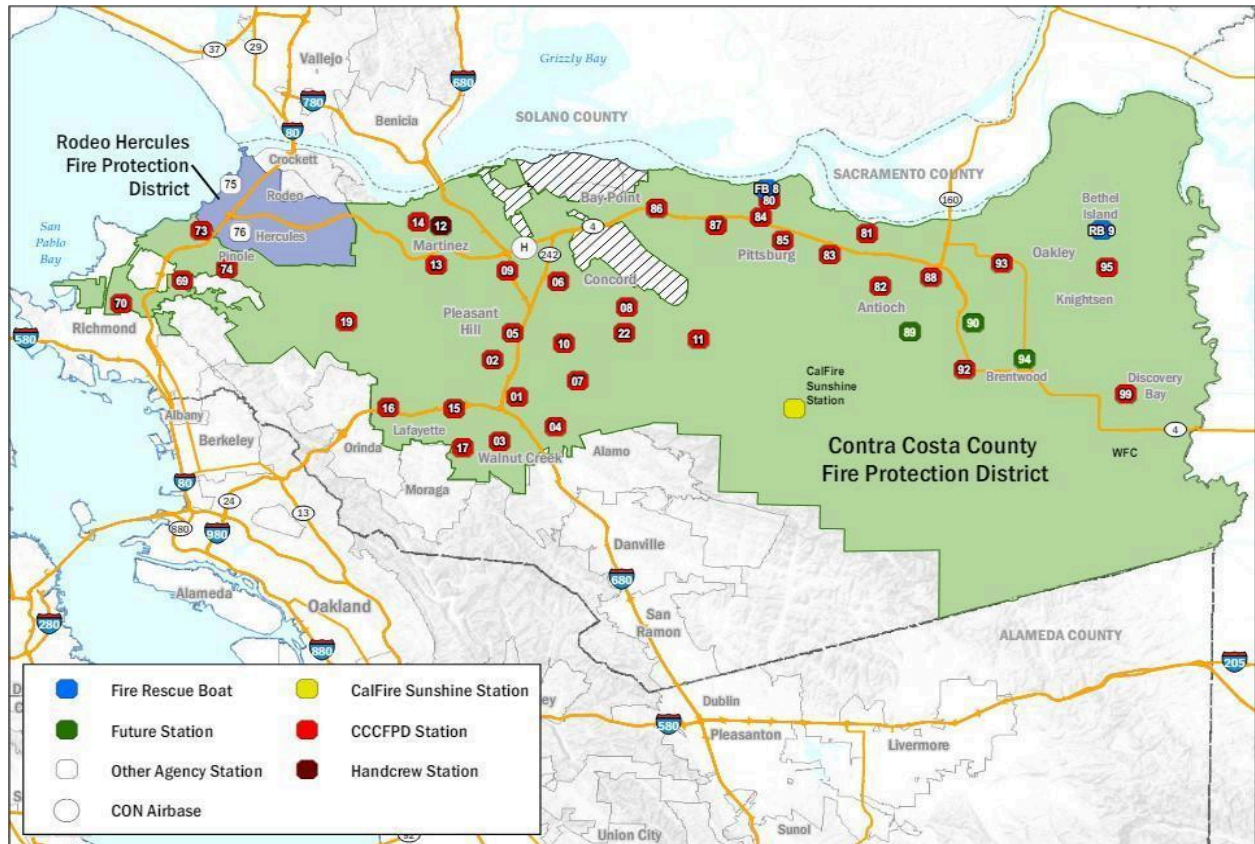 37
29
Vallejo
Grizzly Bay
680
780
80
Benicia
SOLANO COUNTY
Rodeo Hercules
Fire Protection
District
Crockett
75
Rodeo
SACRAMENTO COUNTY
FB 8
80
Bay Point
86
84
160
Bethel
Island
RB 9
San
Pablo
Bay
73
76
Hercules
14
12
Martinez
H
4
242
87
85
Pittsburg
81
83
Oakley
Pinole
74
13
09
06
Concord
88
93
95
69
82
Antioch
Knightsen
70
Richmond
19
Pleasant
Hill
05
08
22
10
11
89
90
580
02
07
92
94
Brentwood
CalFire
Sunshine
Station
99
Discovery
Bay
Albany
16
15
01
Lafayette
04
4
Berkeley
Orinda
17
03
Walnut Creek
Alamo
Contra Costa County
Fire Protection District
WFC
80
Moraga
24
13
880
980
Danville
Alameda
Oakland
680
280
San
Ramon
880
ALAMEDA COUNTY
205
Fire Rescue Boat
CalFire Sunshine Station
Future Station
CCCFPD Station
Other Agency Station
Handcrew Station
CON Airbase
ey
Dublin
580
Pleasanton
Livermore
92
Union City
Sunol